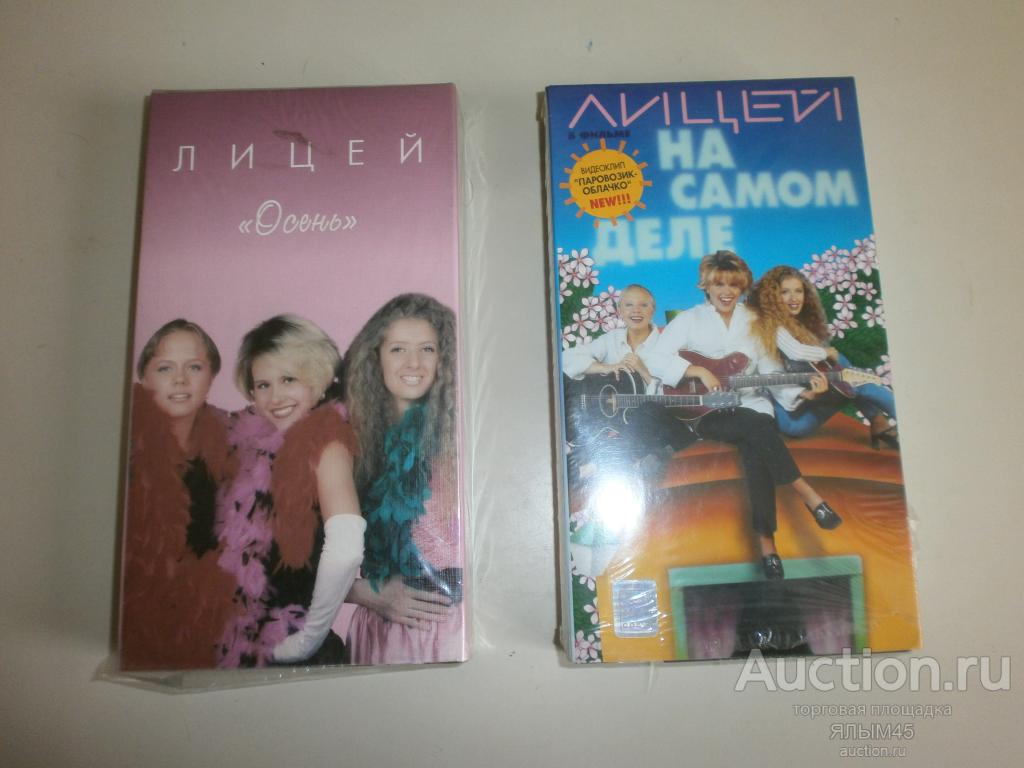 ЛИЦЕЙ
«Осень»
ЛИЦЕЙ
В ФИЛЬМЕ
НА
САМОМ
ДЕЛЕ
ВИДЕОКЛИП
"ПАРОВОЗИК-
ОБЛАЧКО"
NEW!!!
Auction.ru
торговая площадка
ЯЛЫМ45
auction.ru